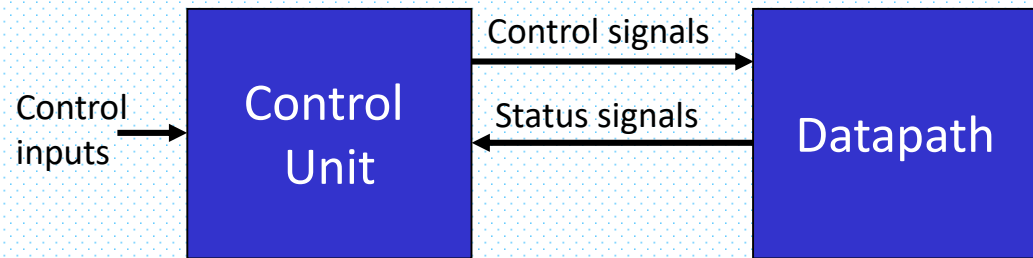 Control signals
Control
Unit
Control
inputs
Status signals
Datapath